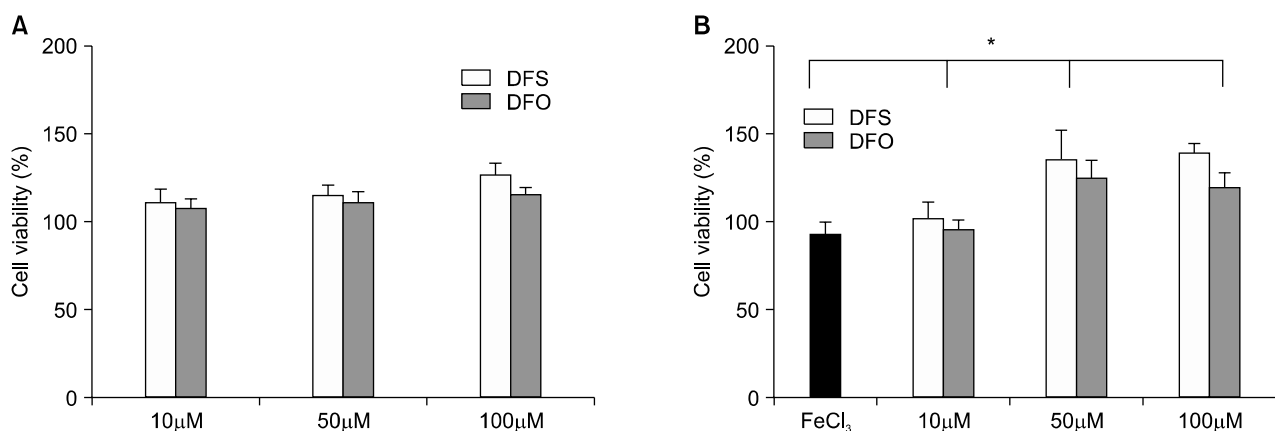 A
200
150
100
50
0
Cell viability (%)
DFS
DFO
10μM
50μM
100μM
B
200
150
100
50
0
Cell viability (%)
*
DFS
DFO
FeCl₃
10μM
50μM
100μM